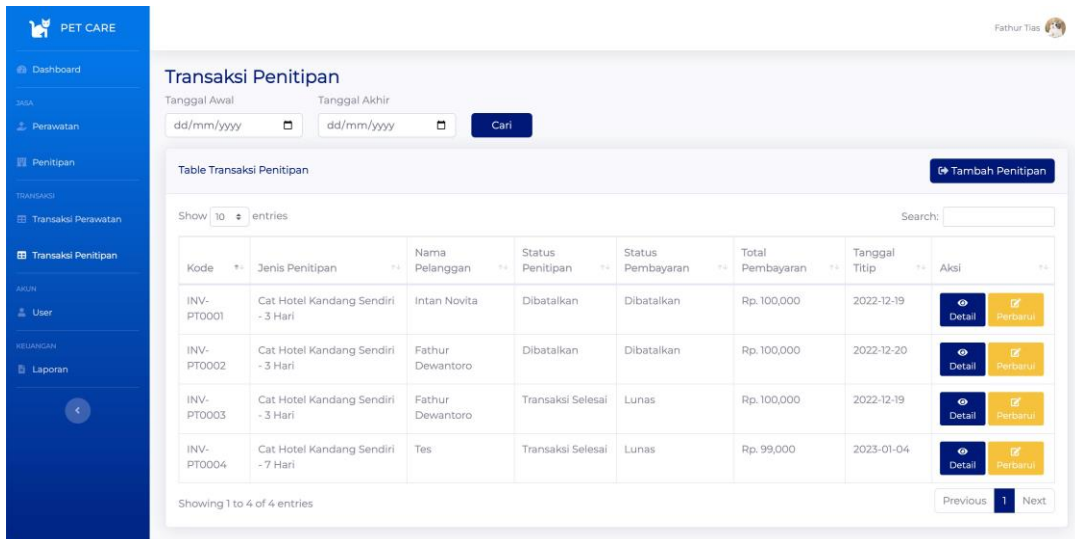 PET CARE
Fathur Tias
Dashboard
JASA
Perawatan
Penitipan
TRANSAKSI
Transaksi Perawatan
Transaksi Penitipan
AKUN
User
KEUANGAN
Laporan
Transaksi Penitipan
Tanggal Awal Tanggal Akhir
dd/mm/yyyy dd/mm/yyyy Cari
Table Transaksi Penitipan Tambah Penitipan
Show 10 entries Search:
Kode Jenis Penitipan Nama Pelanggan Status Penitipan Status Pembayaran Total Pembayaran Tanggal Titip Aksi
INV-PT0001 Cat Hotel Kandang Sendiri - 3 Hari Intan Novita Dibatalkan Dibatalkan Rp. 100,000 2022-12-19 Detail Perbarui
INV-PT0002 Cat Hotel Kandang Sendiri - 3 Hari Fathur Dewantoro Dibatalkan Dibatalkan Rp. 100,000 2022-12-20 Detail Perbarui
INV-PT0003 Cat Hotel Kandang Sendiri - 3 Hari Fathur Dewantoro Transaksi Selesai Lunas Rp. 100,000 2022-12-19 Detail Perbarui
INV-PT0004 Cat Hotel Kandang Sendiri - 7 Hari Tes Transaksi Selesai Lunas Rp. 99,000 2023-01-04 Detail Perbarui
Showing 1 to 4 of 4 entries
Previous 1 Next